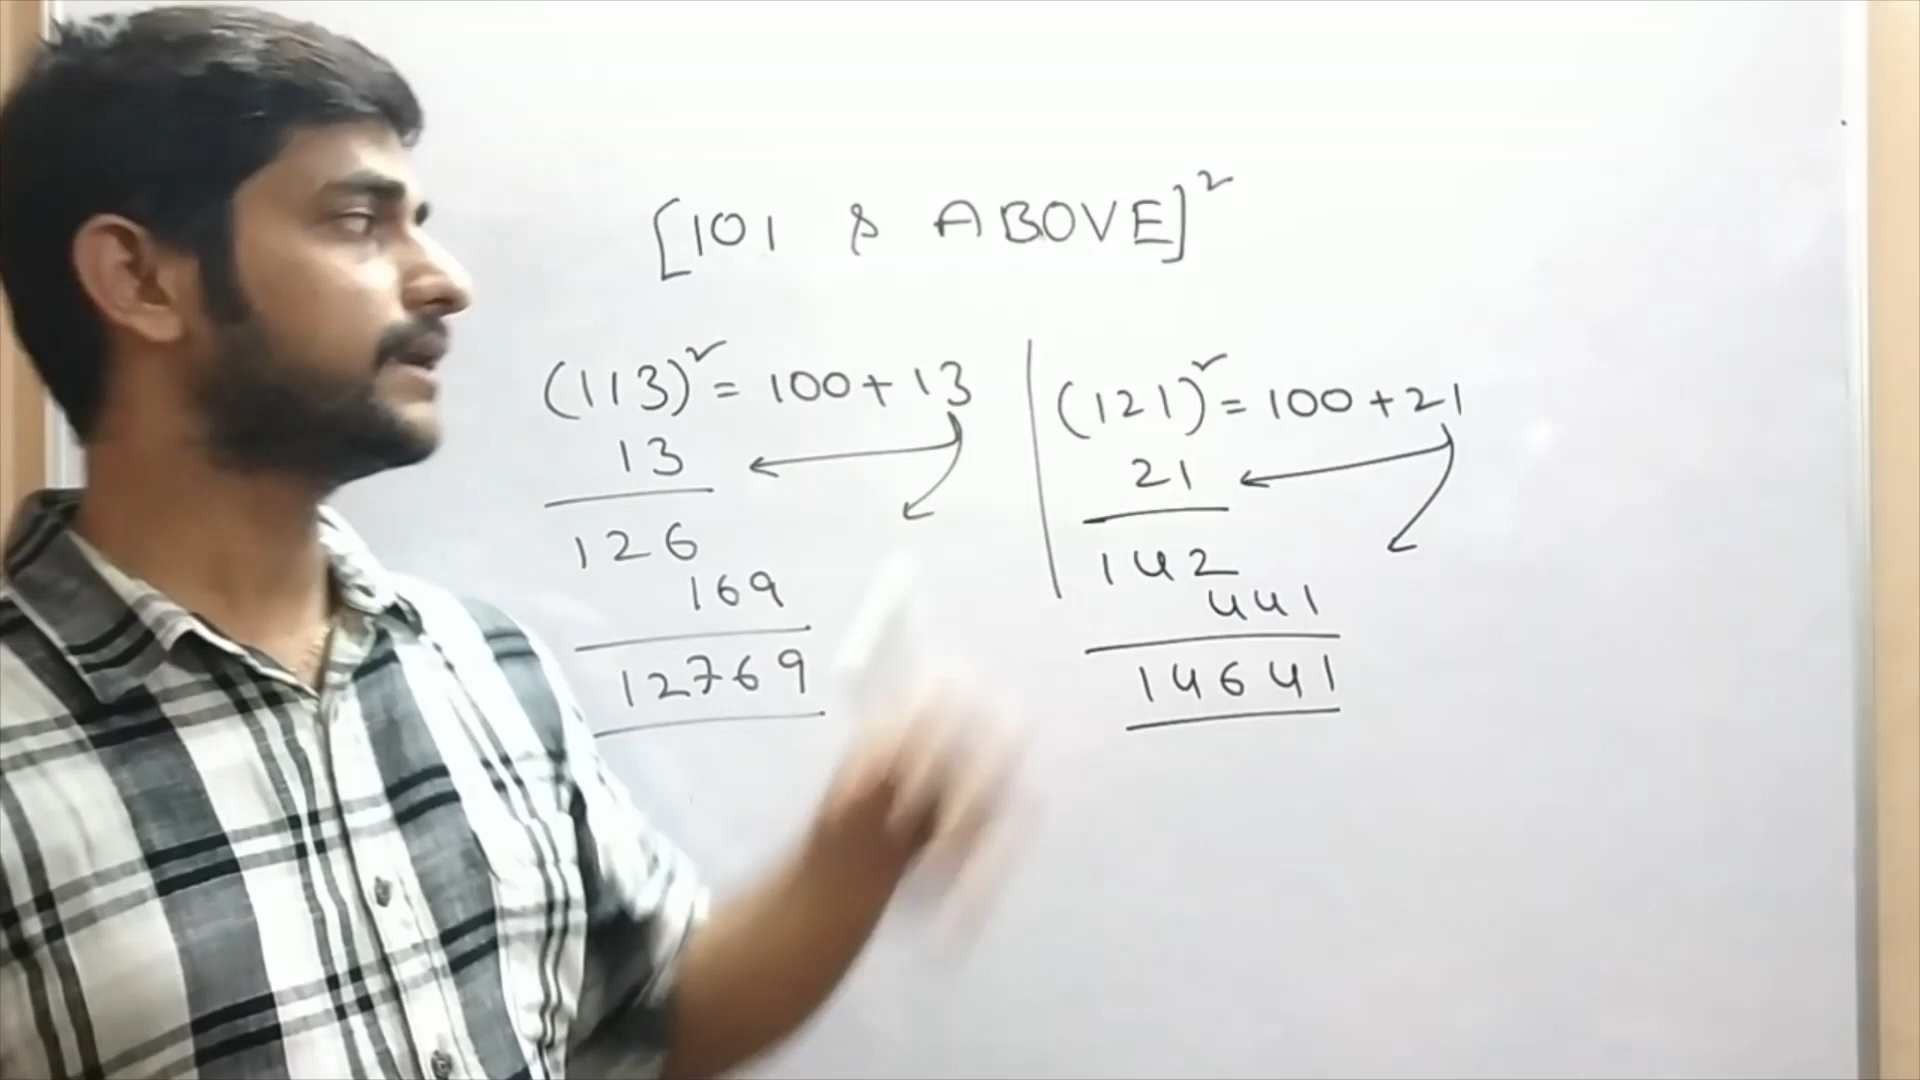 [101 & ABOVE]²
(113)² = 100 + 13
13
126
169
12769
(121)² = 100 + 21
21
142
441
14641